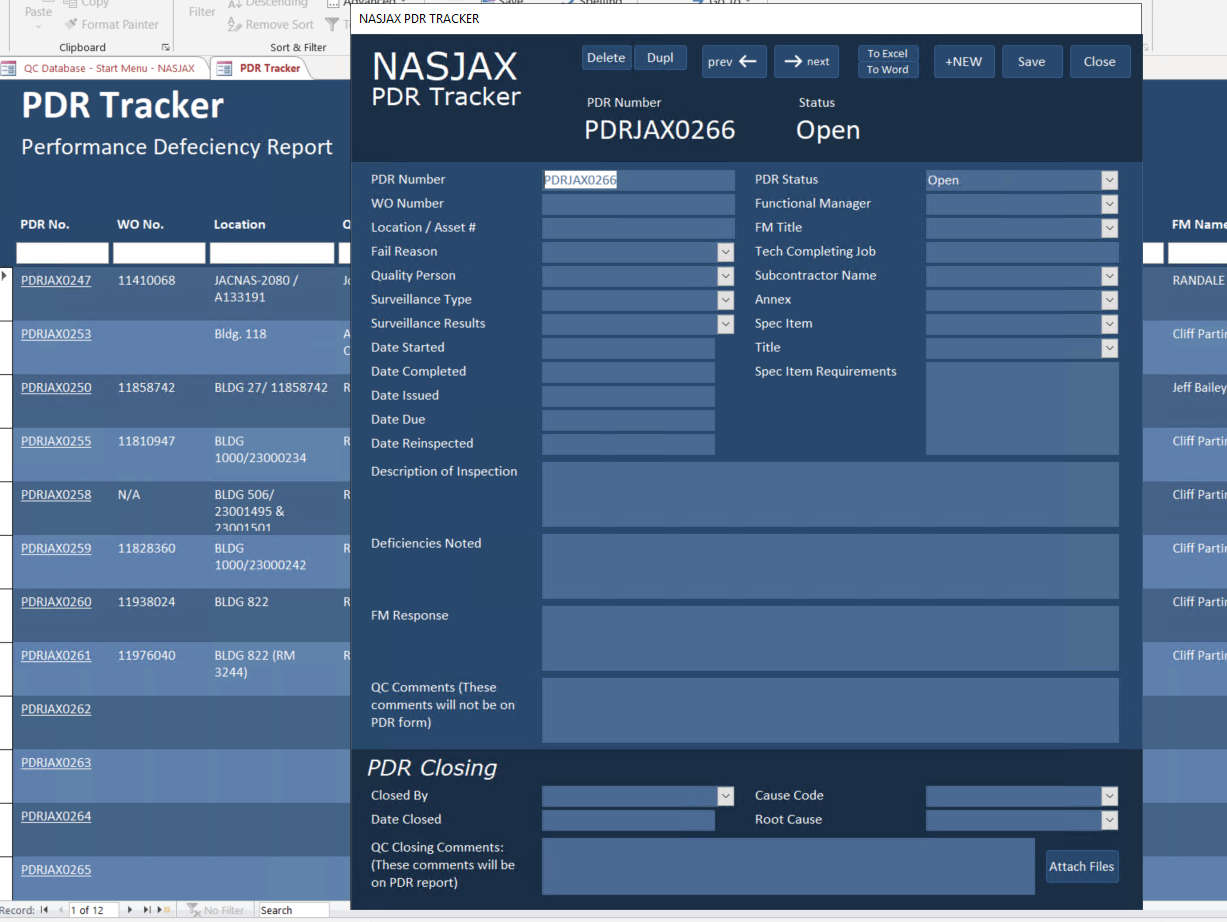 Paste
Copy
Format Painter
Clipboard
Filter
Descending
Remove Sort
Advanced
Sort & Filter
Save
Spelling
Go To
QC Database - Start Menu - NASJAX
PDR Tracker
PDR Tracker
Performance Defeciency Report
PDR No.
WO No.
Location
FM Name
PDRJAX0247
11410068
JACNAS-2080 /
A133191
RANDALE
PDRJAX0253
Bldg. 118
PDRJAX0250
11858742
BLDG 27/ 11858742
Jeff Bailey
PDRJAX0255
11810947
BLDG
1000/23000234
PDRJAX0258
N/A
BLDG 506/
23001495 &
23001501
PDRJAX0259
11828360
BLDG
1000/23000242
PDRJAX0260
11938024
BLDG 822
PDRJAX0261
11976040
BLDG 822 (RM
3244)
PDRJAX0262
PDRJAX0263
PDRJAX0264
PDRJAX0265
Cliff Partin
Cliff Partin
Cliff Partin
Cliff Partin
Cliff Partin
Cliff Partin
Record:
1 of 12
No Filter
Search
NASJAX PDR TRACKER
NASJAX
PDR Tracker
Delete
Dupl
prev
next
To Excel
To Word
+NEW
Save
Close
PDR Number
Status
PDRJAX0266
Open
PDR Number
PDRJAX0266
PDR Status
Open
WO Number
Functional Manager
Location / Asset #
FM Title
Fail Reason
Tech Completing Job
Quality Person
Subcontractor Name
Surveillance Type
Annex
Surveillance Results
Spec Item
Date Started
Title
Date Completed
Spec Item Requirements
Date Issued
Date Due
Date Reinspected
Description of Inspection
Deficiencies Noted
FM Response
QC Comments (These
comments will not be on
PDR form)
PDR Closing
Closed By
Cause Code
Date Closed
Root Cause
QC Closing Comments:
(These comments will be
on PDR report)
Attach Files